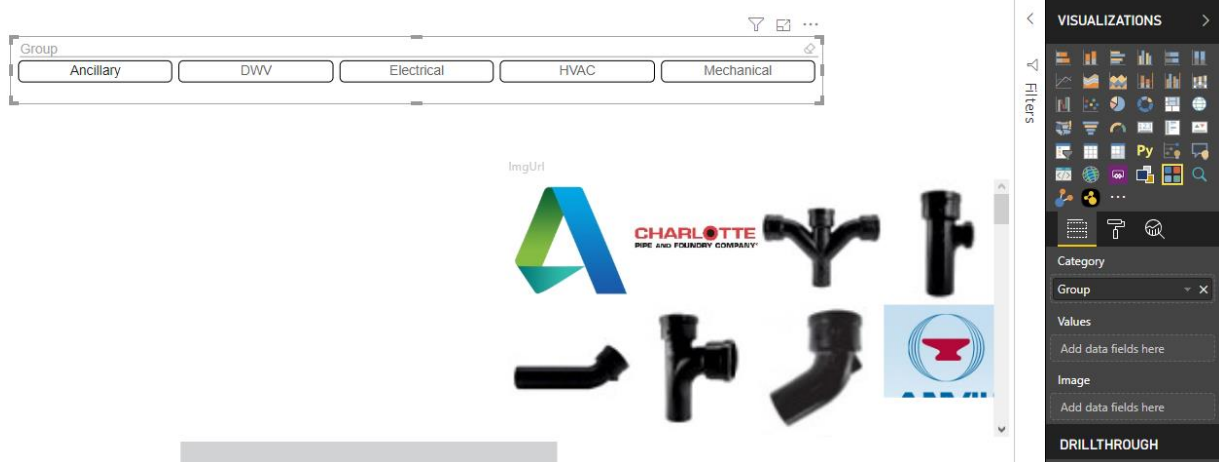 Group
Ancillary
DWV
Electrical
HVAC
Mechanical
ImgUrl
CHARLOTTE
PIPE AND FOUNDRY COMPANY
Filters
VISUALIZATIONS
Py
Category
Group
Values
Add data fields here
Image
Add data fields here
DRILLTHROUGH